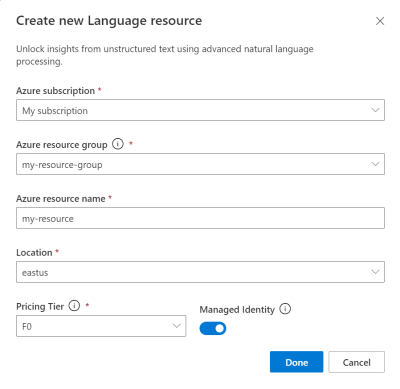 Create new Language resource
Unlock insights from unstructured text using advanced natural language
processing.
Azure subscription *
My subscription
Azure resource group *
my-resource-group
Azure resource name *
my-resource
Location *
eastus
Pricing Tier * Managed Identity
F0
Done Cancel